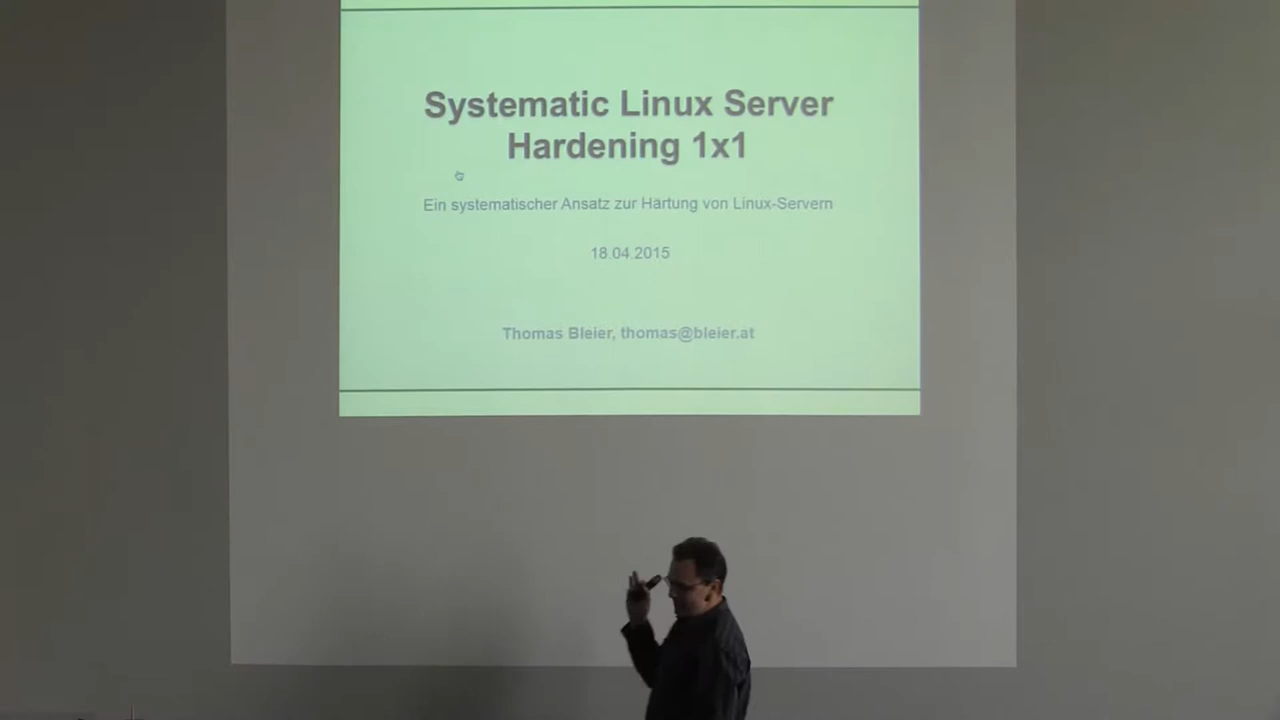 Systematic Linux Server
Hardening 1x1
Ein systematischer Ansatz zur Härtung von Linux-Servern
18.04.2015
Thomas Bleier, thomas@bleier.at